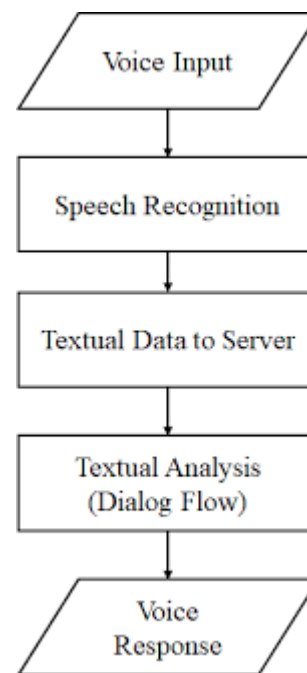 Voice Input
Speech Recognition
Textual Data to Server
Textual Analysis
(Dialog Flow)
Voice
Response